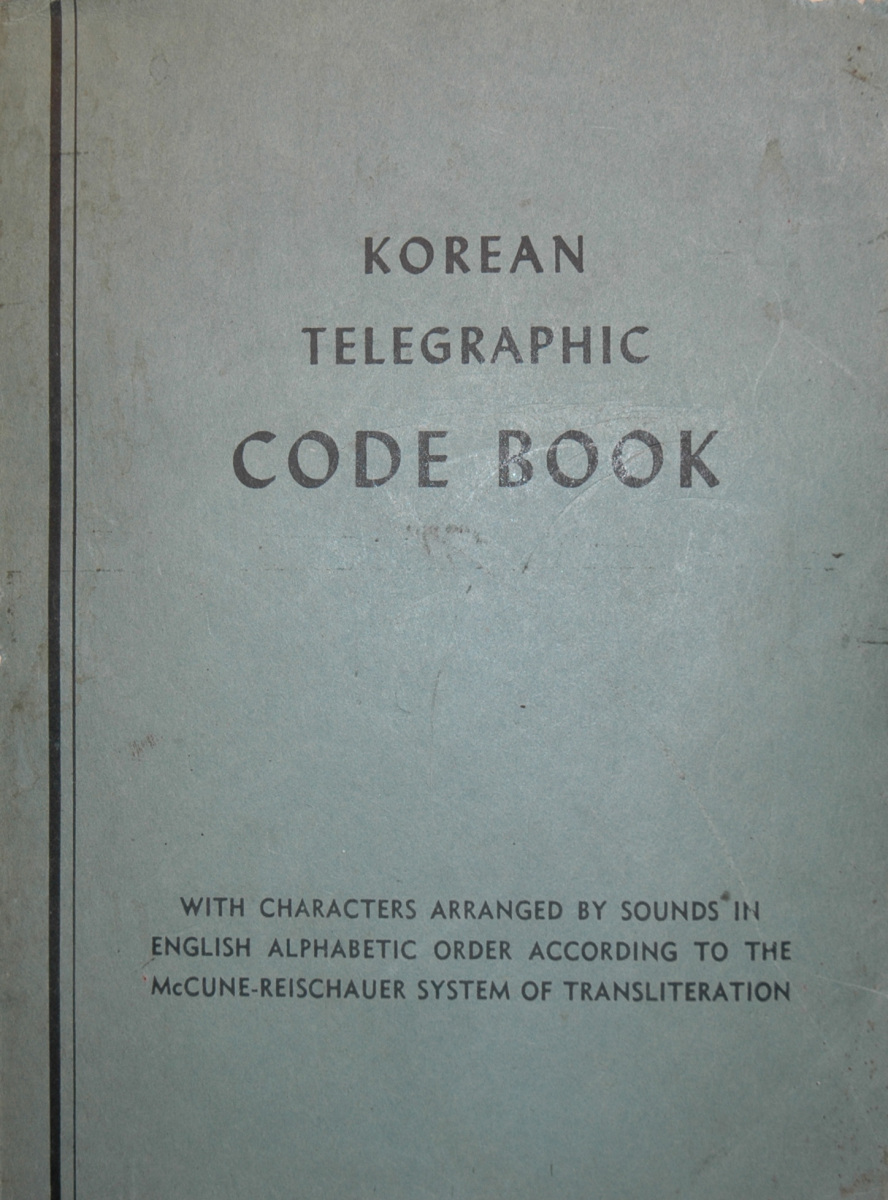 KOREAN
TELEGRAPHIC
CODE BOOK
WITH CHARACTERS ARRANGED BY SOUNDS IN
ENGLISH ALPHABETIC ORDER ACCORDING TO THE
McCUNE-REISCHAUER SYSTEM OF TRANSLITERATION